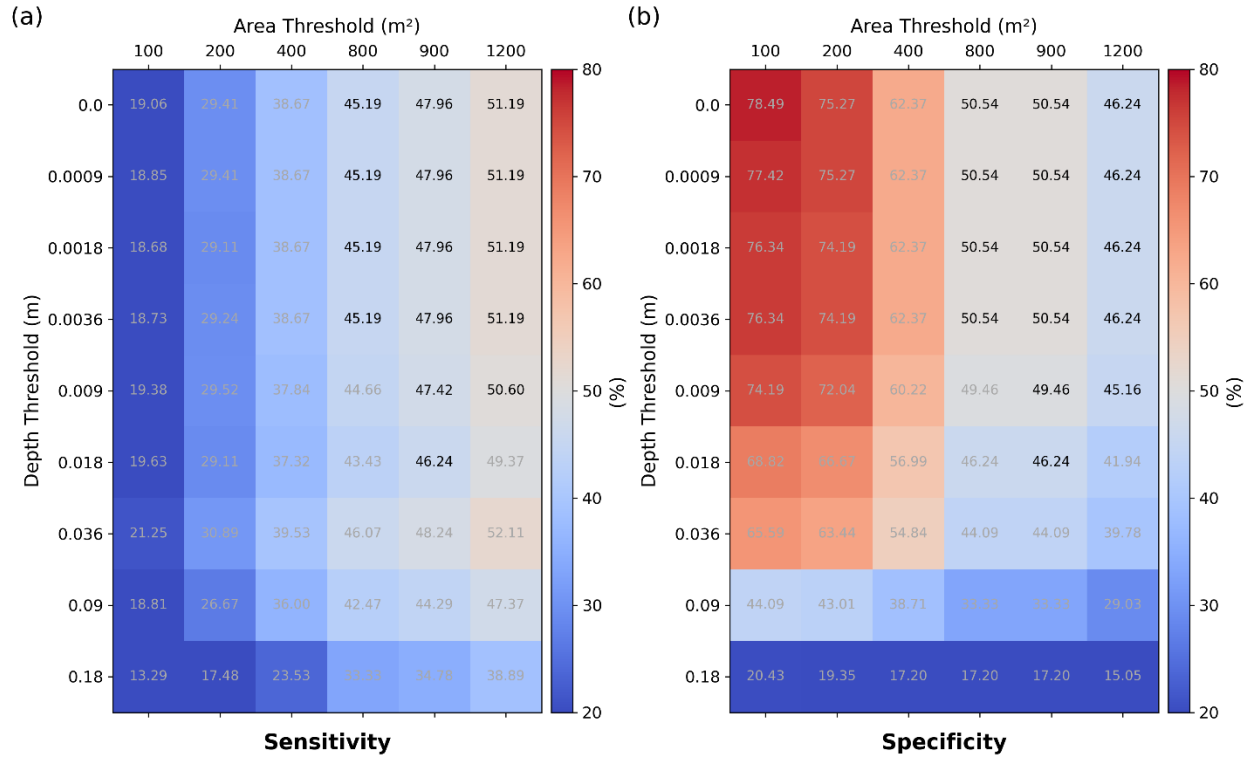 (a)
Area Threshold (m²)
100 200 400 800 900 1200
Depth Threshold (m)
0.0 19.06 29.41 38.67 45.19 47.96 51.19
0.0009 18.85 29.41 38.67 45.19 47.96 51.19
0.0018 18.68 29.11 38.67 45.19 47.96 51.19
0.0036 18.73 29.24 38.67 45.19 47.96 51.19
0.009 19.38 29.52 37.84 44.66 47.42 50.60
0.018 19.63 29.11 37.32 43.43 46.24 49.37
0.036 21.25 30.89 39.53 46.07 48.24 52.11
0.09 18.81 26.67 36.00 42.47 44.29 47.37
0.18 13.29 17.48 23.53 34.78 38.89
Sensitivity
80
70
60
50
40
30
20
(%)
(b)
Area Threshold (m²)
100 200 400 800 900 1200
Depth Threshold (m)
0.0 78.49 75.27 62.37 50.54 50.54 46.24
0.0009 77.42 75.27 62.37 50.54 50.54 46.24
0.0018 76.34 74.19 62.37 50.54 50.54 46.24
0.0036 76.34 74.19 62.37 50.54 50.54 46.24
0.009 74.19 72.04 60.22 49.46 49.46 45.16
0.018 68.82 56.99 46.24 46.24 41.94
0.036 65.59 63.44 54.84 44.09 44.09 39.78
0.09 44.09 43.01 38.71 29.03
0.18 20.43 19.35 17.20 17.20 17.20 15.05
Specificity
80
70
60
50
40
30
20
(%)